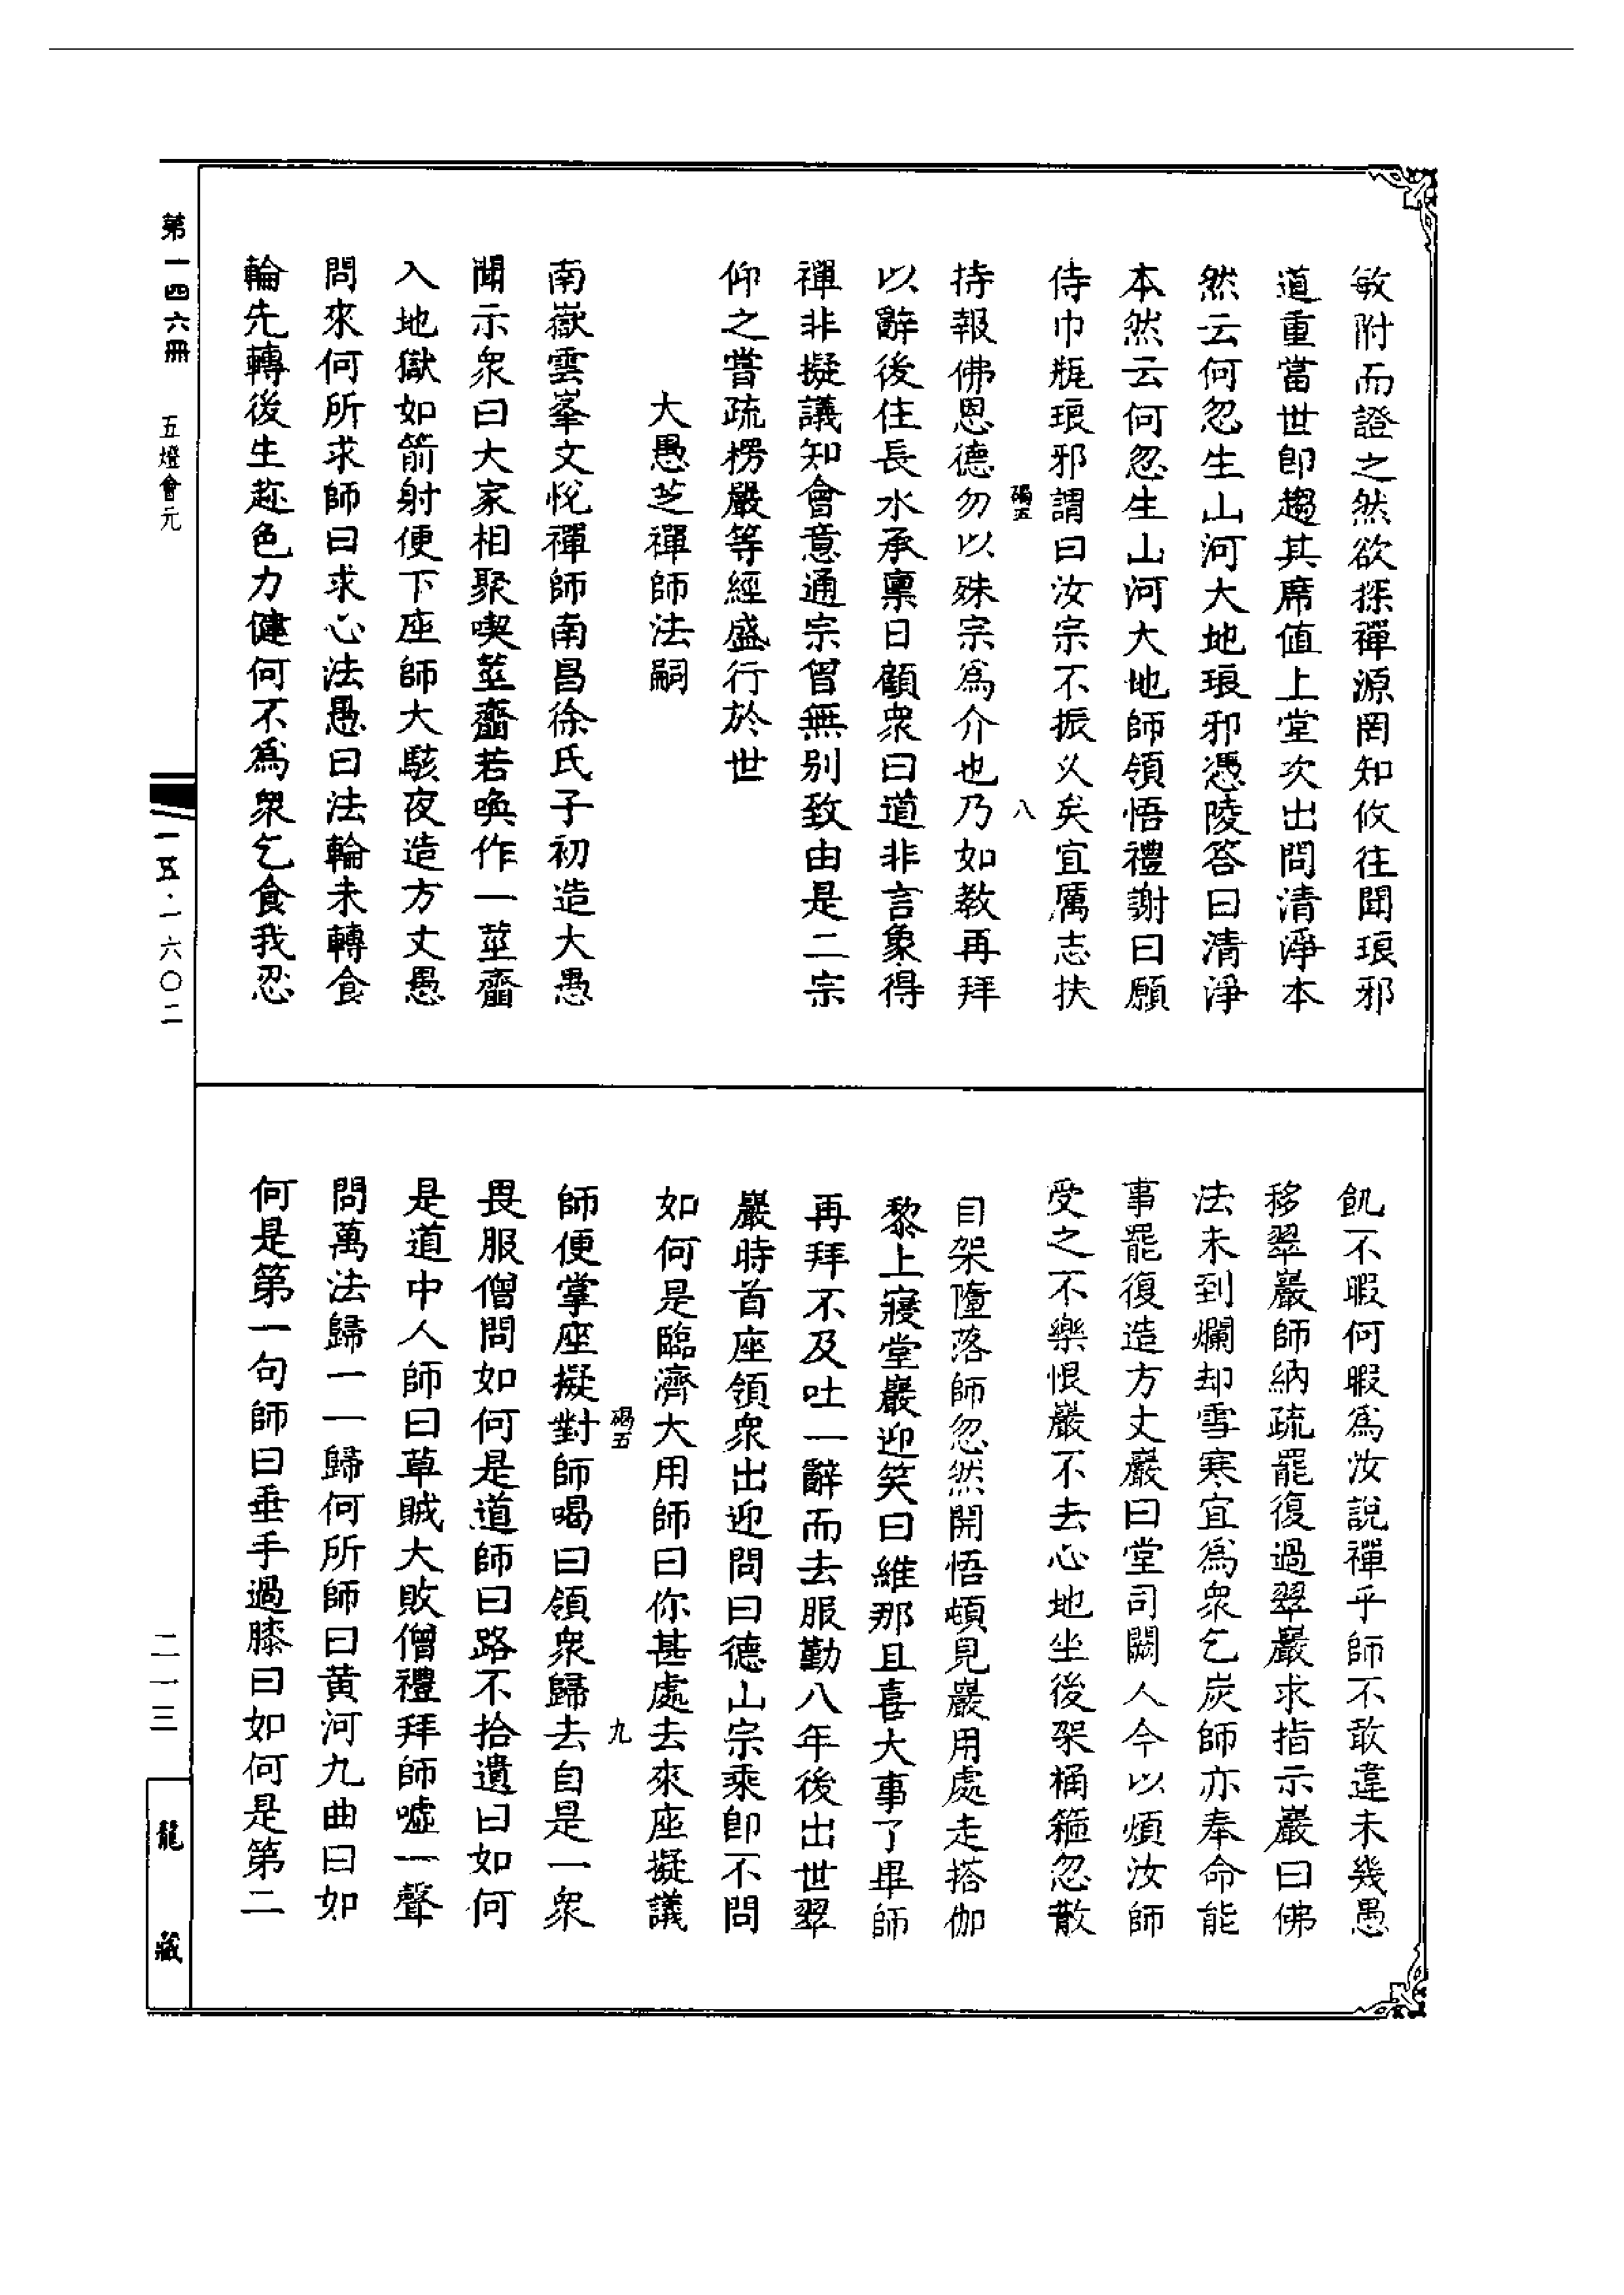 敏附而證之然欲探禪源罔知攸往聞琅邪
道重當世即趨其席值上堂次出問清淨本
然云何忽生山河大地琅邪憑陵答曰清淨
本然云何忽生山河大地師領悟禮謝曰願
侍巾瓶琅邪謂曰汝宗不振久矣宜厲志扶
碣五 八
持報佛恩德勿以殊宗為介也乃如教再拜
以辭後住長水承稟日顧衆曰道非言象得
禪非擬議知會意通宗曾無別致由是二宗
仰之嘗疏楞嚴等經盛行於世
大愚芝禪師法嗣
南嶽雲峯文悅禪師南昌徐氏子初造大愚
聞示衆曰大家相聚喫莖虀若喚作一莖虀
入地獄如箭射便下座師大駭夜造方丈愚
問來何所求師曰求心法愚曰法輪未轉食
輪先轉後生趂色力健何不為衆乞食我忍
飢不暇何暇為汝說禪乎師不敢違未幾愚
移翠巖師納疏罷復過翠巖求指示巖曰佛
法未到爛却雪寒宜為衆乞炭師亦奉命能
事罷復造方丈巖曰堂司闕人今以煩汝師
受之不樂恨巖不去心地坐後架桶箍忽散
自架墮落師忽然開悟頓見巖用處走搭伽
黎上寢堂巖迎笑曰維那且喜大事了畢師
再拜不及吐一辭而去服勤八年後出世翠
巖時首座領衆出迎問曰德山宗乘即不問
如何是臨濟大用師曰你甚處去來座擬議
碣五 九
師便掌座擬對師喝曰領衆歸去自是一衆
畏服僧問如何是道師曰路不拾遺曰如何
是道中人師曰草賊大敗僧禮拜師噓一聲
問萬法歸一一歸何所師曰黃河九曲曰如
何是第一句師曰垂手過膝曰如何是第二
第一四六冊 五燈會元 一五·一六〇二 二一三 龍藏